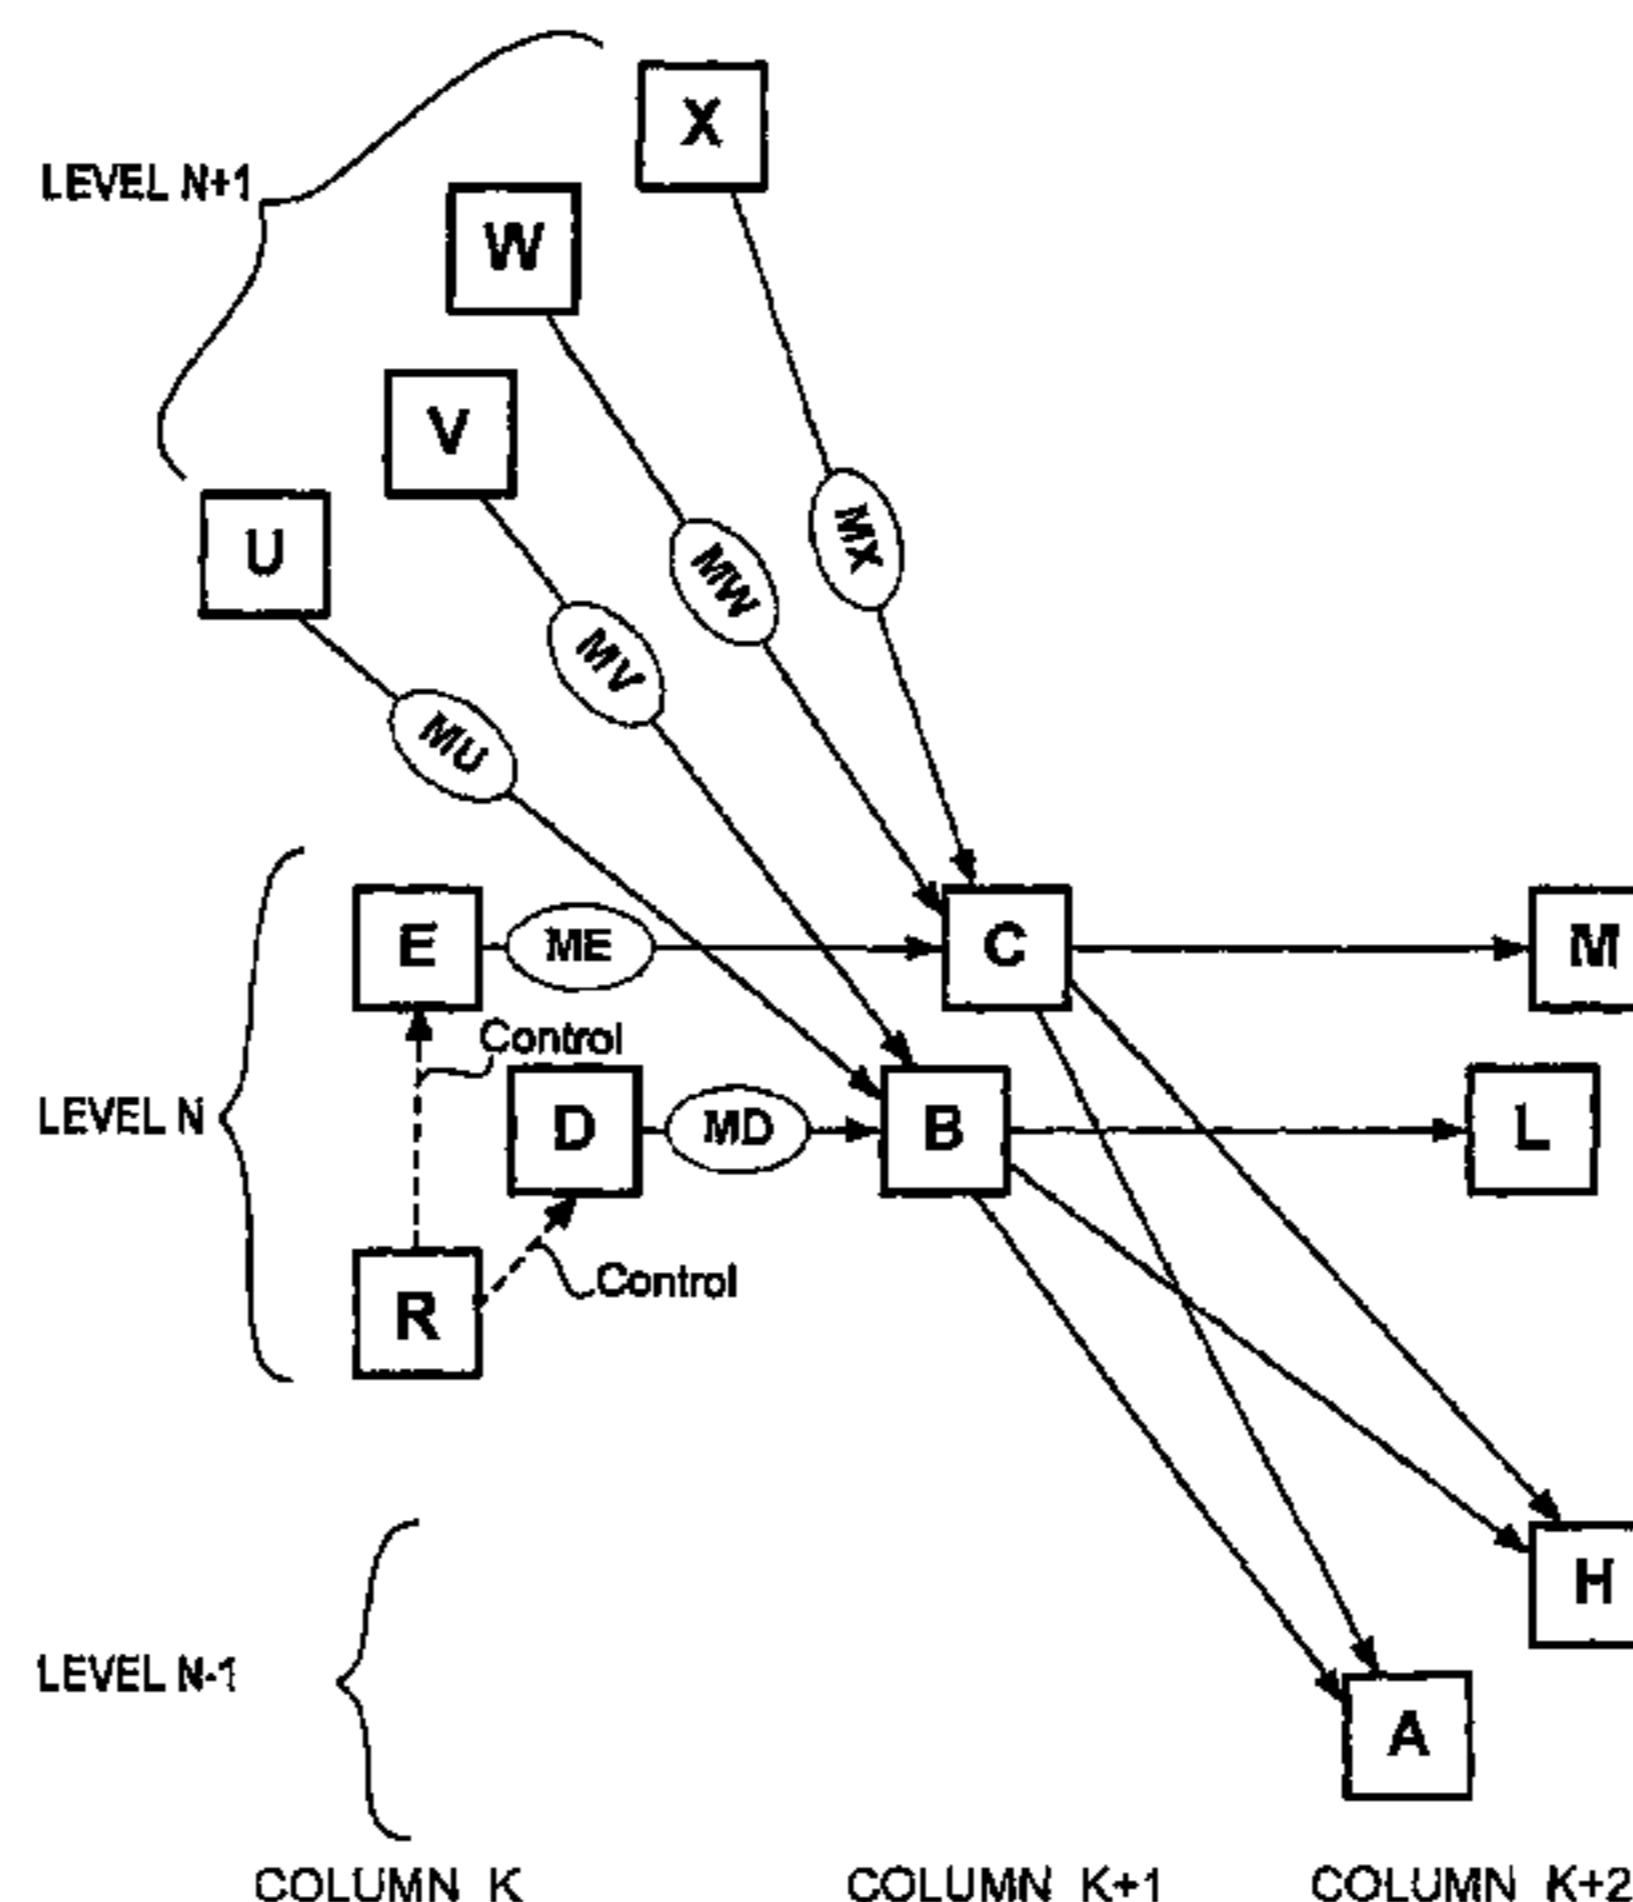 X
LEVEL N+1
W
V
MX
U
MW
MV
MU
E
ME
C
M
Control
LEVEL N
D
MD
B
L
R
Control
H
LEVEL N-1
A
COLUMN K
COLUMN K+1
COLUMN K+2